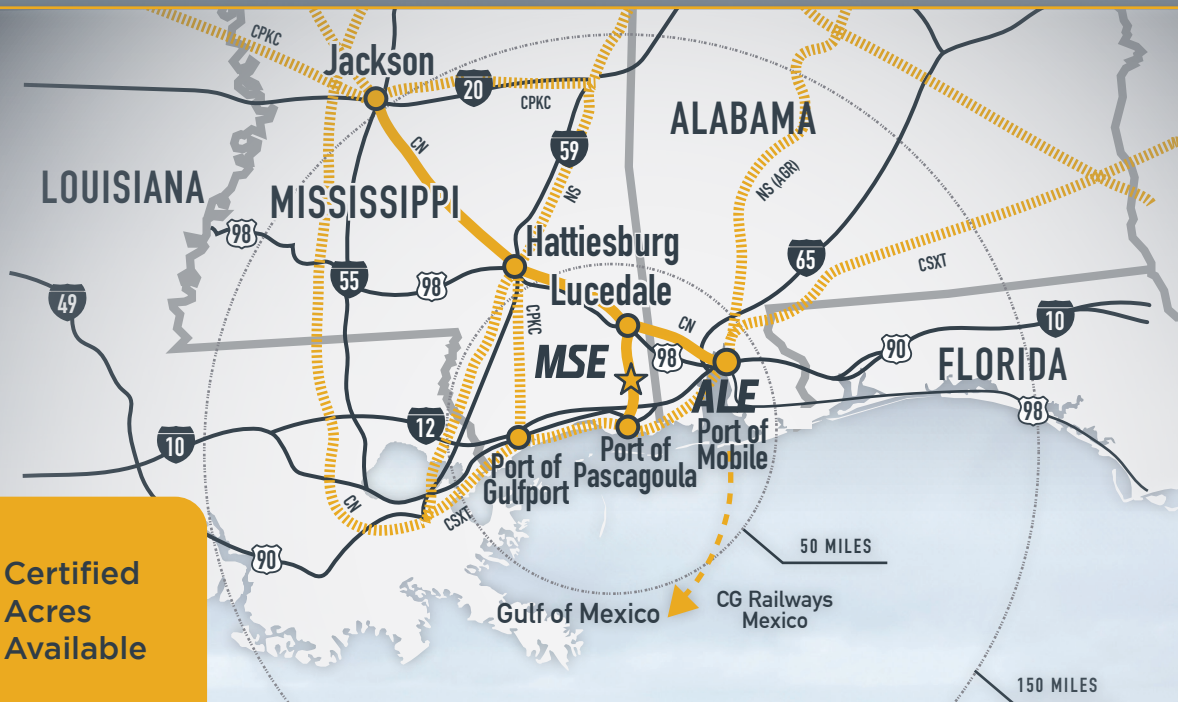 CPKC
Jackson
20
CPKC
ALABAMA
59
CN
LOUISIANA
MISSISSIPPI
NS
NS (AGR)
98
Hattiesburg
65
CSXT
55
98
Lucedale
49
CPKC
CN
10
MSE
98
90
FLORIDA
ALE
98
12
10
Port of
Mobile
Port of
Pascagoula
Port of
Gulfport
CN
CSXT
50 MILES
90
Certified
Acres
Available
Gulf of Mexico
CG Railways
Mexico
150 MILES